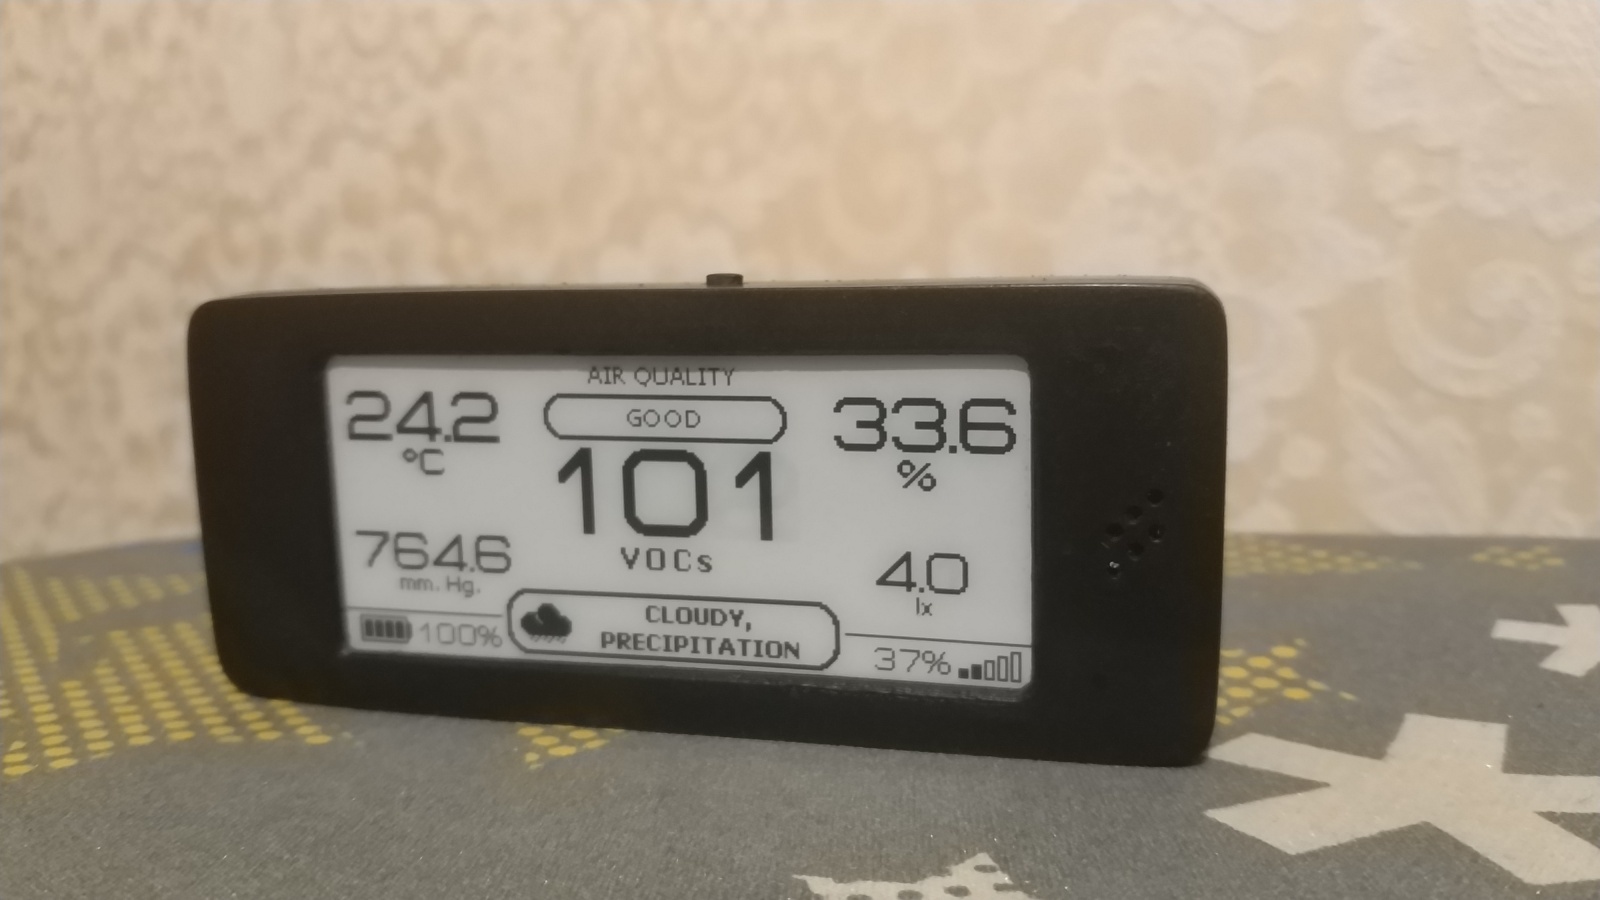 AIR QUALITY
GOOD
24.2
°C
101
VOCs
33.6
%
764.6
mm. Hg.
4.0
lx
100%
CLOUDY,
PRECIPITATION
37%